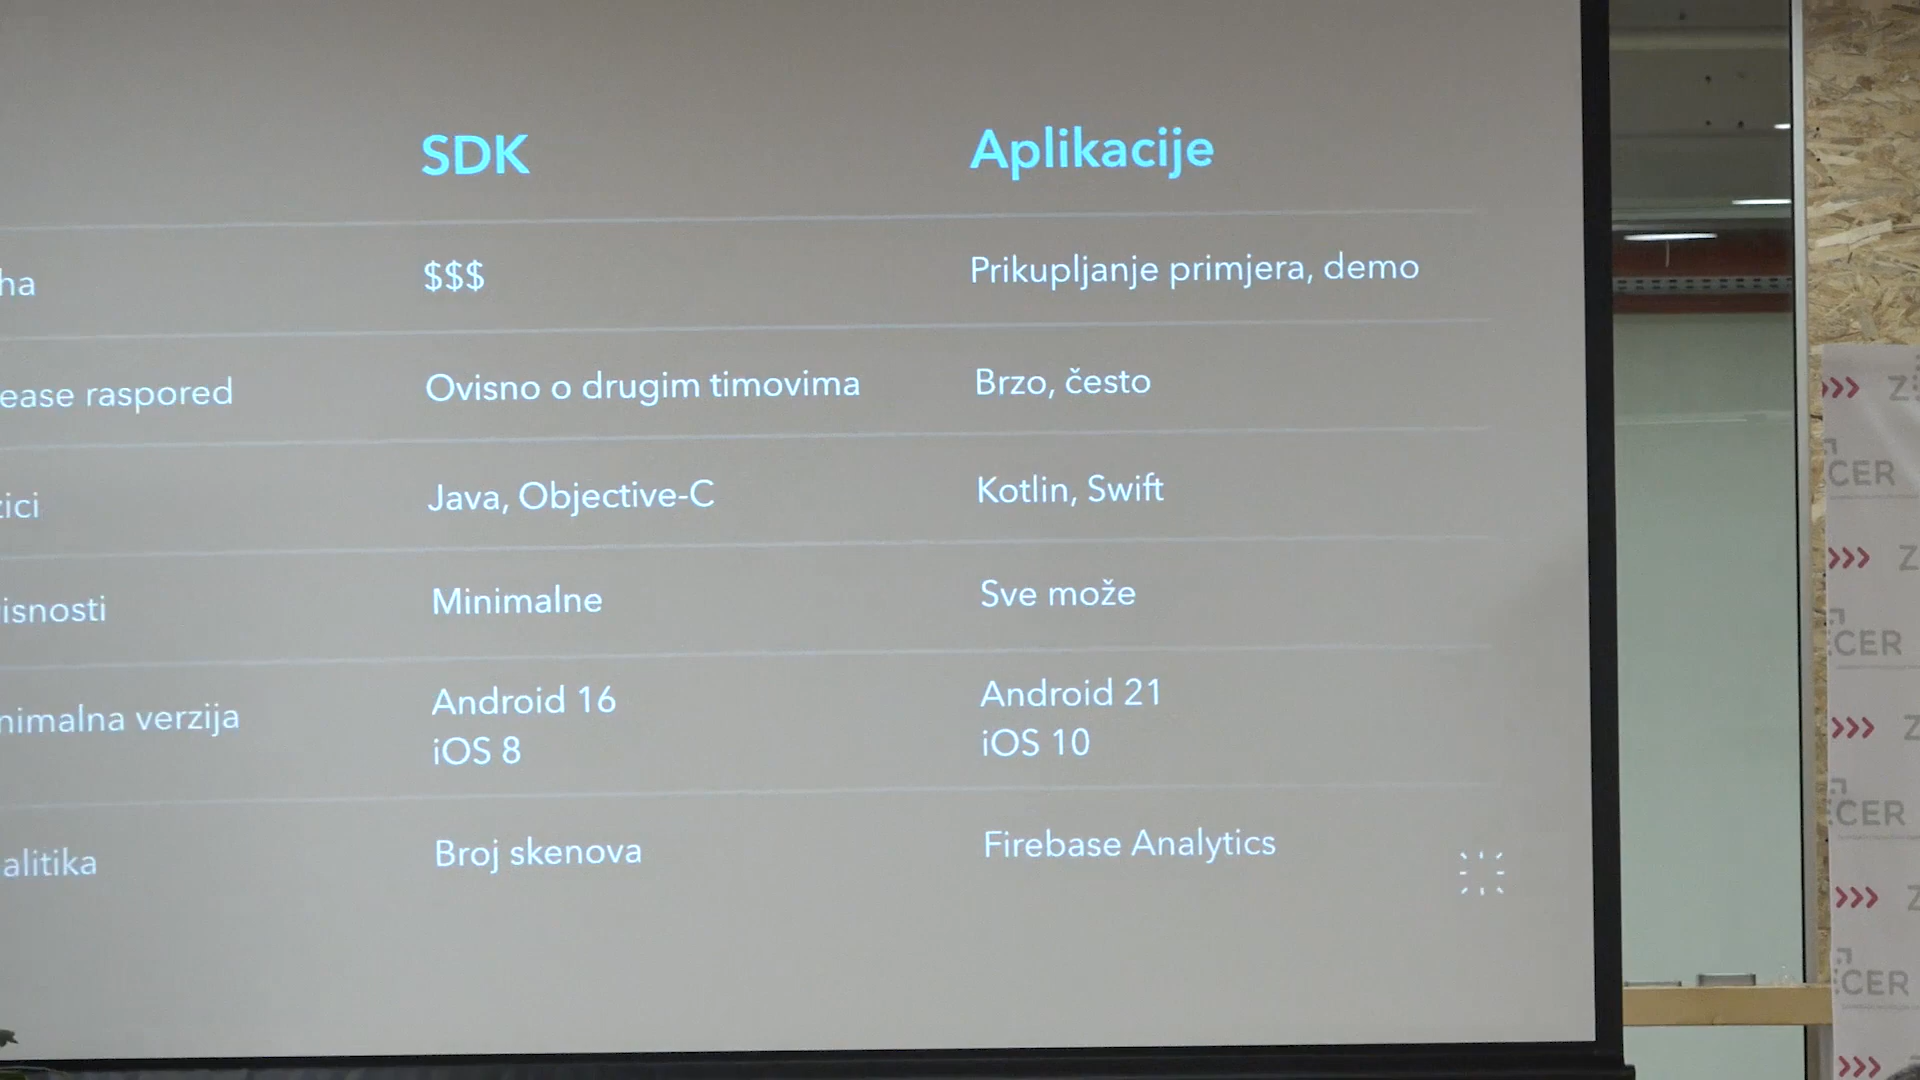 SDK Aplikacije
ha $$$ Prikupljanje primjera, demo
ease raspored Ovisno o drugim timovima Brzo, često
ici Java, Objective-C Kotlin, Swift
isnosti Minimalne Sve može
nimalna verzija Android 16 Android 21
iOS 8 iOS 10
alitika Broj skenova Firebase Analytics
Z
CER
Z
CER
Z
CER
Z
CER